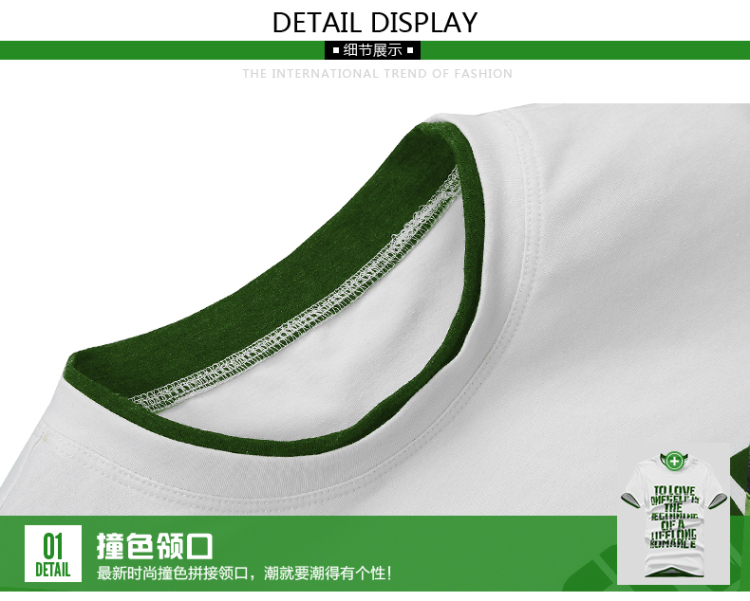 DETAIL DISPLAY
▪ 细节展示 ▪
THE INTERNATIONAL TREND OF FASHION
TO LOVE
ONESELF IS
THE
BEGINNING
OF A
LIFELONG
ROMANCE
01
DETAIL
撞色领口
最新时尚撞色拼接领口，潮就要潮得有个性！